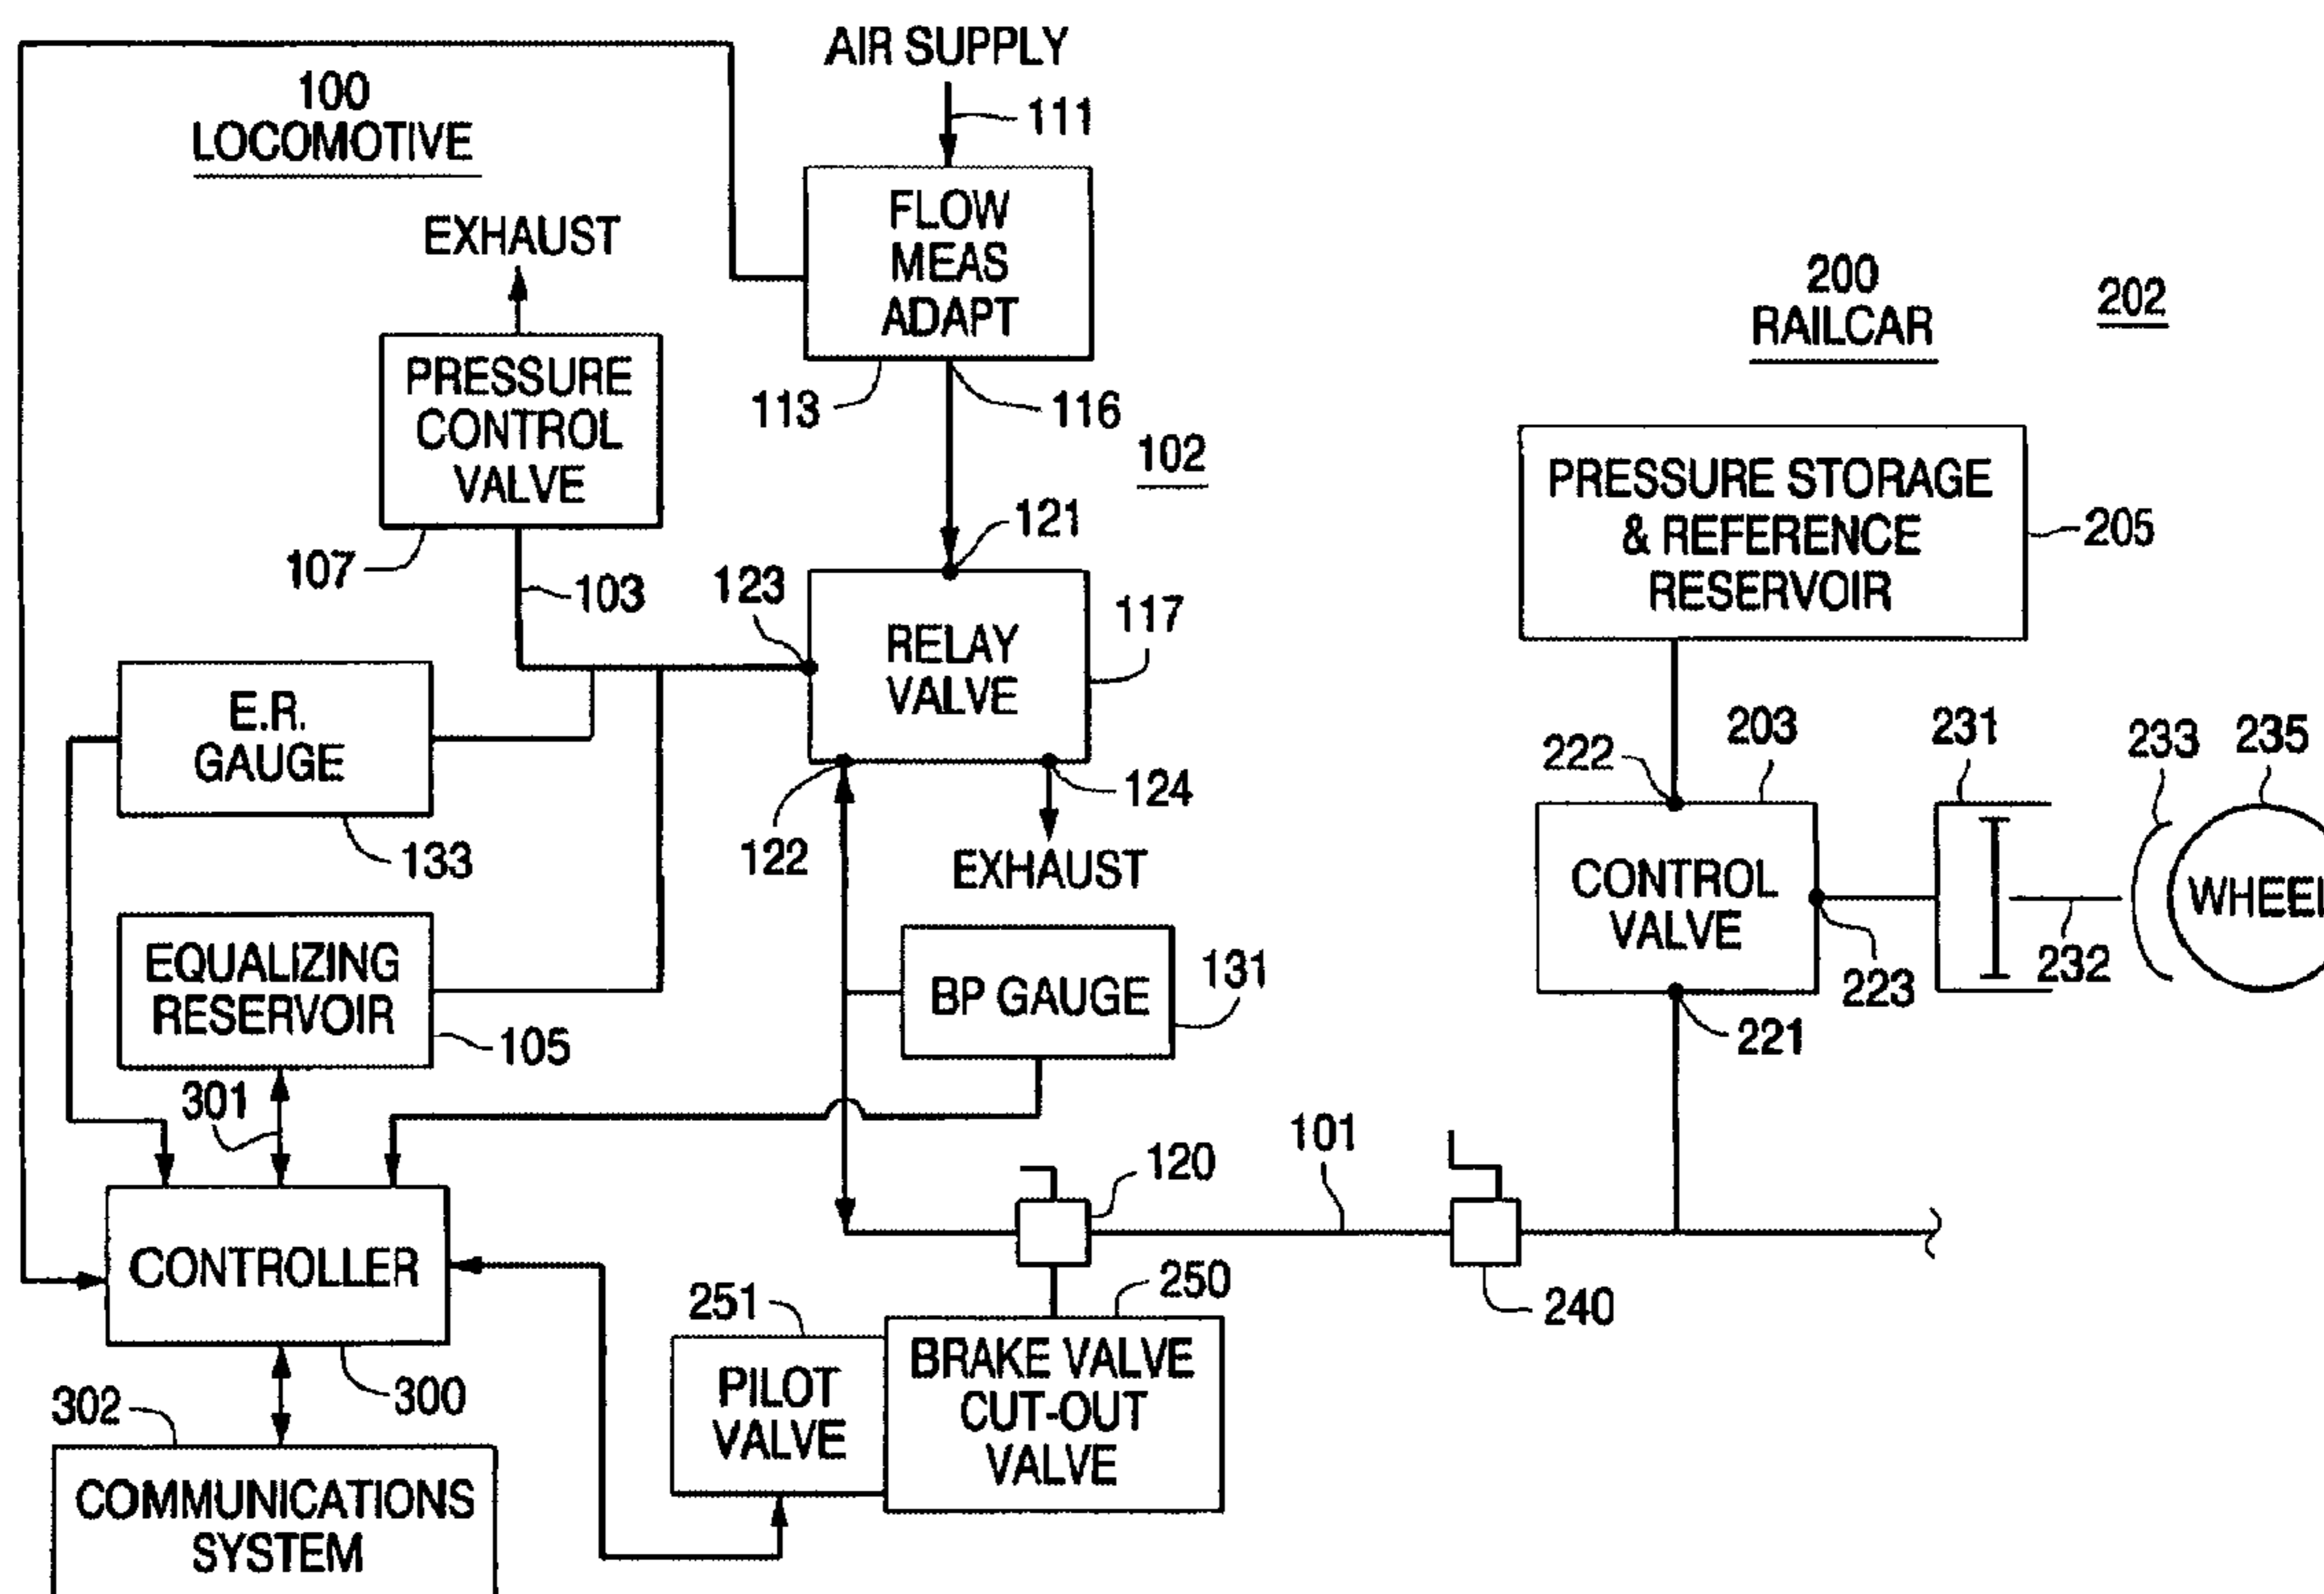 AIR SUPPLY
111
100
LOCOMOTIVE
FLOW
MEAS
ADAPT
EXHAUST
113
116
102
PRESSURE
CONTROL
VALVE
107
103
200
RAILCAR
202
PRESSURE STORAGE
& REFERENCE
RESERVOIR
205
121
123
117
RELAY
VALVE
122
124
EXHAUST
E.R.
GAUGE
133
EQUALIZING
RESERVOIR
105
BP GAUGE
131
222
203
231
233
235
CONTROL
VALVE
223
232
WHEEL
221
301
120
101
240
CONTROLLER
300
251
250
PILOT
VALVE
BRAKE VALVE
CUT-OUT
VALVE
302
COMMUNICATIONS
SYSTEM